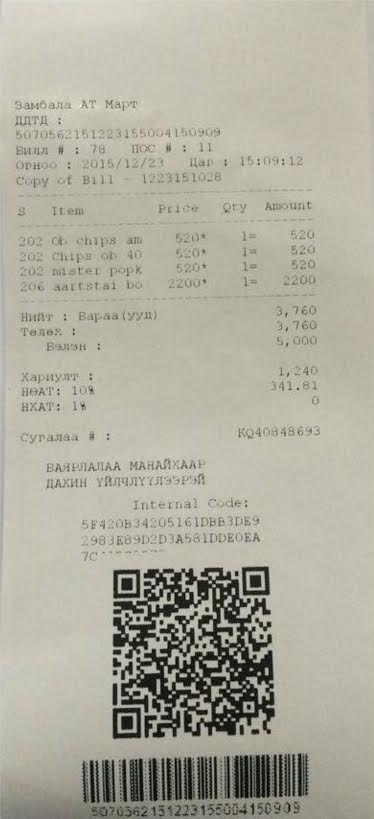 Замбала АТ Март
ДДТД :
5070562151223155004150909
Билл # : 78 ПОС # : 11
Огноо : 2015/12/23 Цаг : 15:09:12
Copy of Bill - 1223151028
S Item Price Qty Amount
202 Ob chips am 520* 1= 520
202 Chips ob 40 520* 1= 520
202 mister popk 520* 1= 520
206 aartstai bo 2200* 1= 2200
Нийт : Бараа(ууд) 3,760
Төлөх : 3,760
Бэлэн : 5,000
Хариулт : 1,240
НӨАТ: 10% 341.81
НХАТ: 1% 0
Сугалаа # : KQ40848693
БАЯРЛАЛАА МАНАЙХААР
ДАХИН ҮЙЛЧЛҮҮЛЭЭРЭЙ
Internal Code:
5F420B34205161DBB3DE9
2983E89D2D3A581DDE0EA
5070562151223155004150909